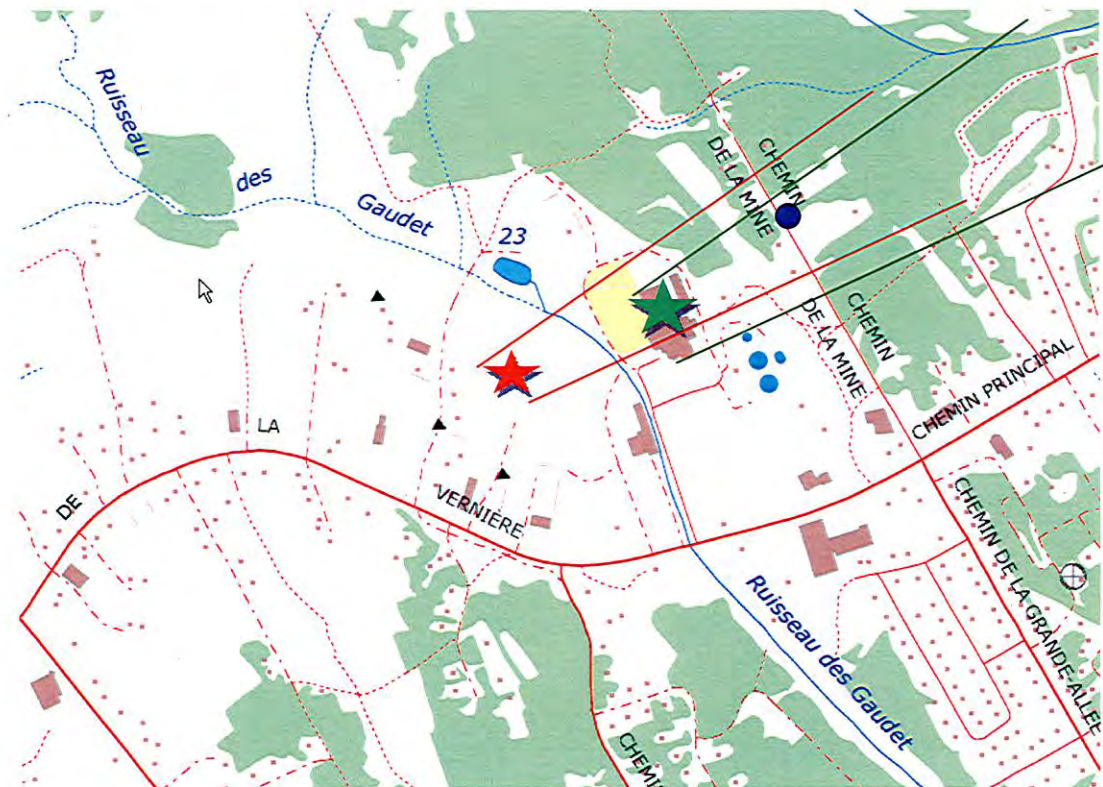 Ruisseau
des
Gaudet
23
CHEMIN
DE LA MINE
CHEMIN
DE LA MINE
CHEMIN PRINCIPAL
DE
LA
VERNIÈRE
CHEMIN DE LA GRANDE-ALLÉE
Ruisseau des Gaudet
CHEMIN